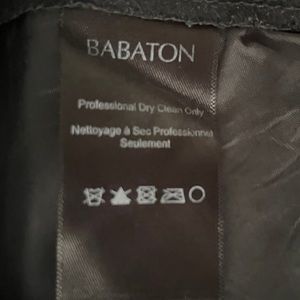 BABATON
Professional Dry Clean Only
Nettoyage à Sec Professionnel
Seulement